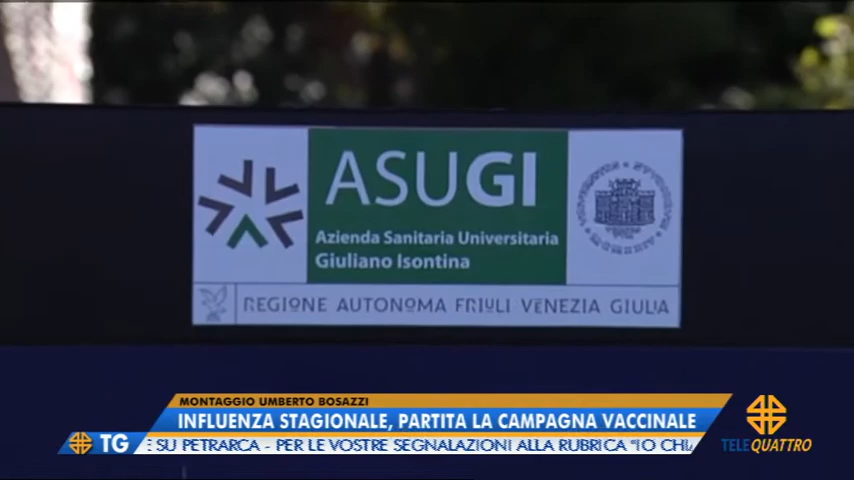 ASUGI
Azienda Sanitaria Universitaria
Giuliano Isontina
REGIONE AUTONOMA FRIULI VENEZIA GIULIA
MONTAGGIO UMBERTO BOSAZZI
INFLUENZA STAGIONALE, PARTITA LA CAMPAGNA VACCINALE
TG
E SU PETRARCA - PER LE VOSTRE SEGNALAZIONI ALLA RUBRICA "IO CHIA
TELEQUATTRO